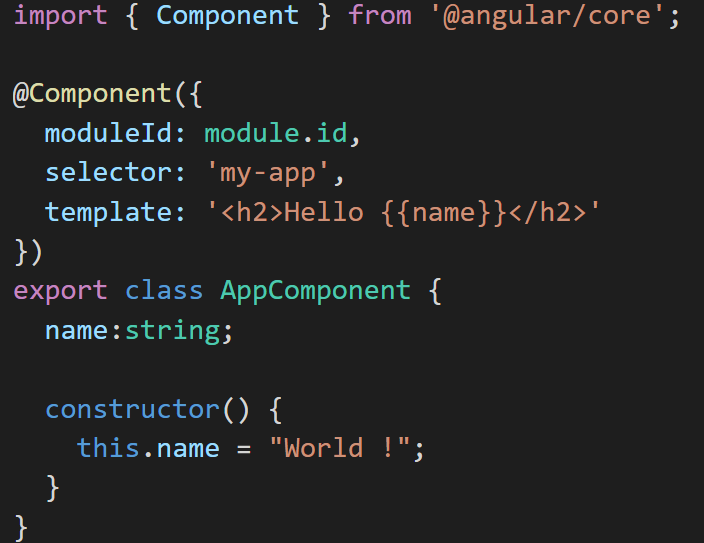 import { Component } from '@angular/core';
@Component({
  moduleId: module.id,
  selector: 'my-app',
  template: '<h2>Hello {{name}}</h2>'
})
export class AppComponent {
  name:string;
  constructor() {
    this.name = "World !";
  }
}